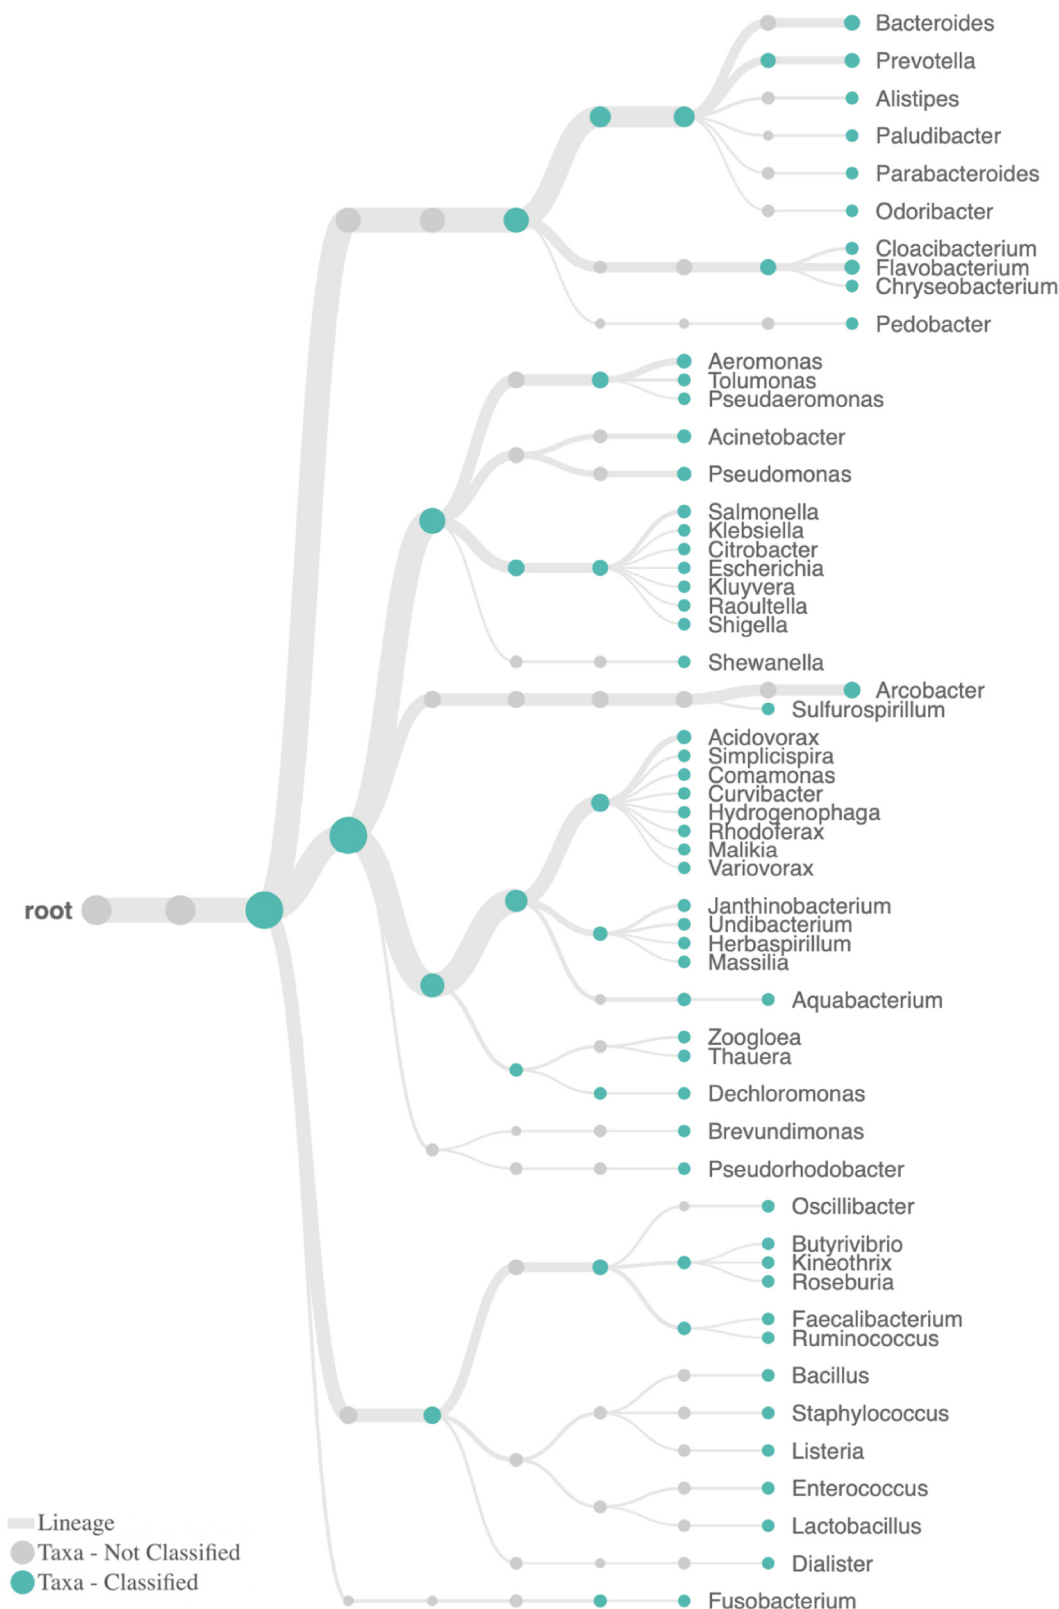 Bacteroides
Prevotella
Alistipes
Paludibacter
Parabacteroides
Odoribacter
Cloacibacterium
Flavobacterium
Chryseobacterium
Pedobacter
Aeromonas
Tolumonas
Pseudaeromonas
Acinetobacter
Pseudomonas
Salmonella
Klebsiella
Citrobacter
Escherichia
Kluyvera
Raoultella
Shigella
Shewanella
Arcobacter
Sulfurospirillum
Acidovorax
Simplicispira
Comamonas
Curvibacter
Hydrogenophaga
Rhodoferax
Malikia
Variovorax
root
Janthinobacterium
Undibacterium
Herbaspirillum
Massilia
Aquabacterium
Zoogloea
Thauera
Dechloromonas
Brevundimonas
Pseudorhodobacter
Oscillibacter
Butyrivibrio
Kineothrix
Roseburia
Faecalibacterium
Ruminococcus
Bacillus
Staphylococcus
Listeria
Enterococcus
Lactobacillus
Dialister
Fusobacterium
Lineage
Taxa - Not Classified
Taxa - Classified